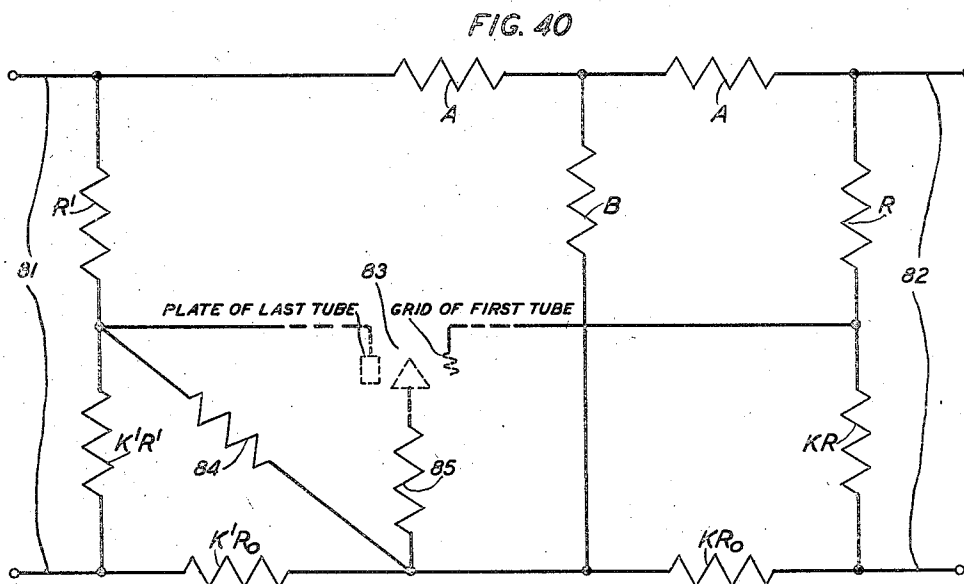 FIG. 40
A
A
R'
B
R
81
83
82
PLATE OF LAST TUBE
GRID OF FIRST TUBE
K'R'
84
85
KR
K'R₀
KR₀